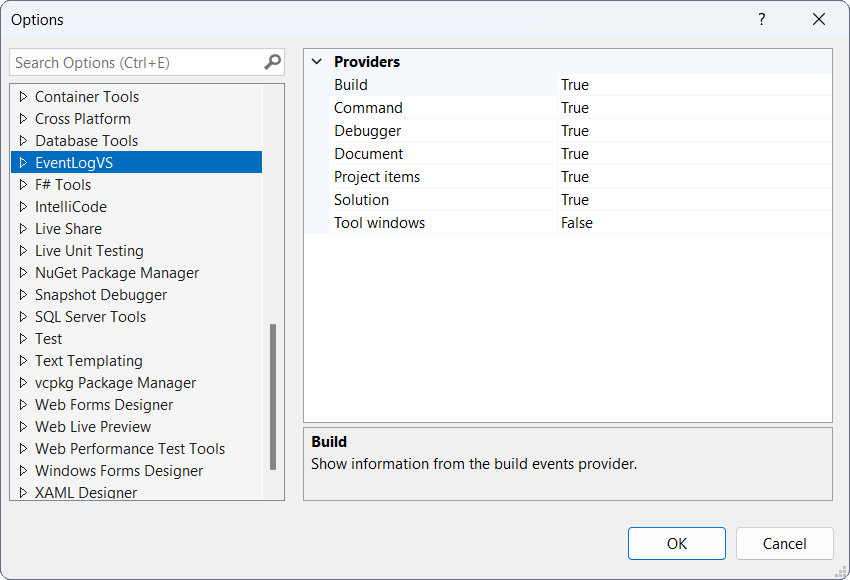 Options
?
Search Options (Ctrl+E)
Container Tools
Cross Platform
Database Tools
EventLogVS
F# Tools
IntelliCode
Live Share
Live Unit Testing
NuGet Package Manager
Snapshot Debugger
SQL Server Tools
Test
Text Templating
vcpkg Package Manager
Web Forms Designer
Web Live Preview
Web Performance Test Tools
Windows Forms Designer
XAML Designer
Providers
Build True
Command True
Debugger True
Document True
Project items True
Solution True
Tool windows False
Build
Show information from the build events provider.
OK Cancel